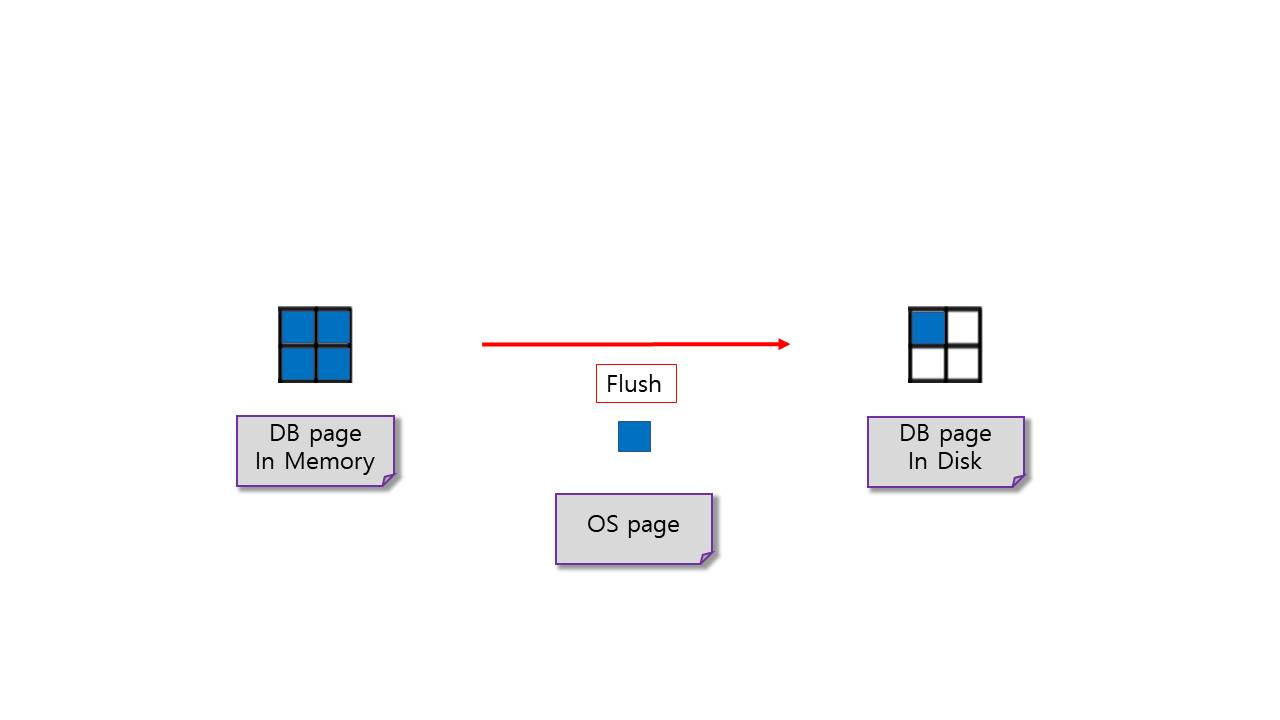 Flush
DB page
In Memory
DB page
In Disk
OS page